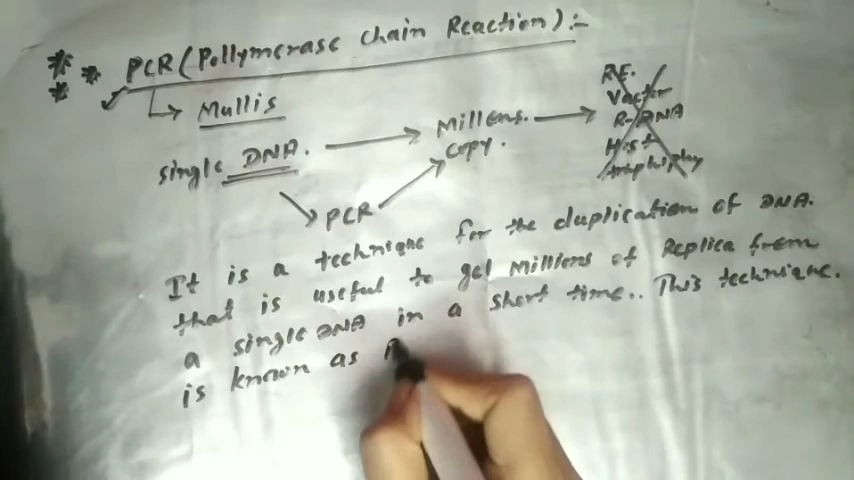 PCR (Pollymerase chain Reaction) :-
Mullis
single DNA.
Millens.
copy.
R.E.
Vector
R-DNA
Host
PCR
It is a technique for the duplication of DNA.
that is useful to get Millions of Replica from
a single DNA in a short time.. This technique.
is known as